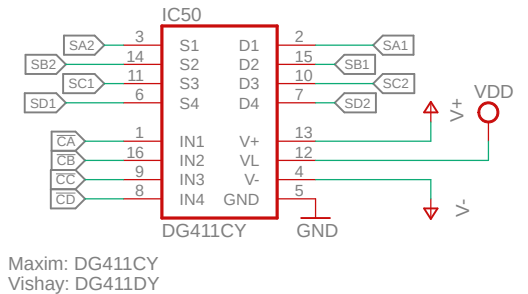 IC50
SA2 3 S1 D1 2 SA1
SB2 14 S2 D2 15 SB1
SC1 11 S3 D3 10 SC2
SD1 6 S4 D4 7 SD2
VDD
CA 1 IN1 V+ 13 V+
CB 16 IN2 VL 12
CC 9 IN3 V- 4
CD 8 IN4 GND 5 V-
DG411CY GND
Maxim: DG411CY
Vishay: DG411DY